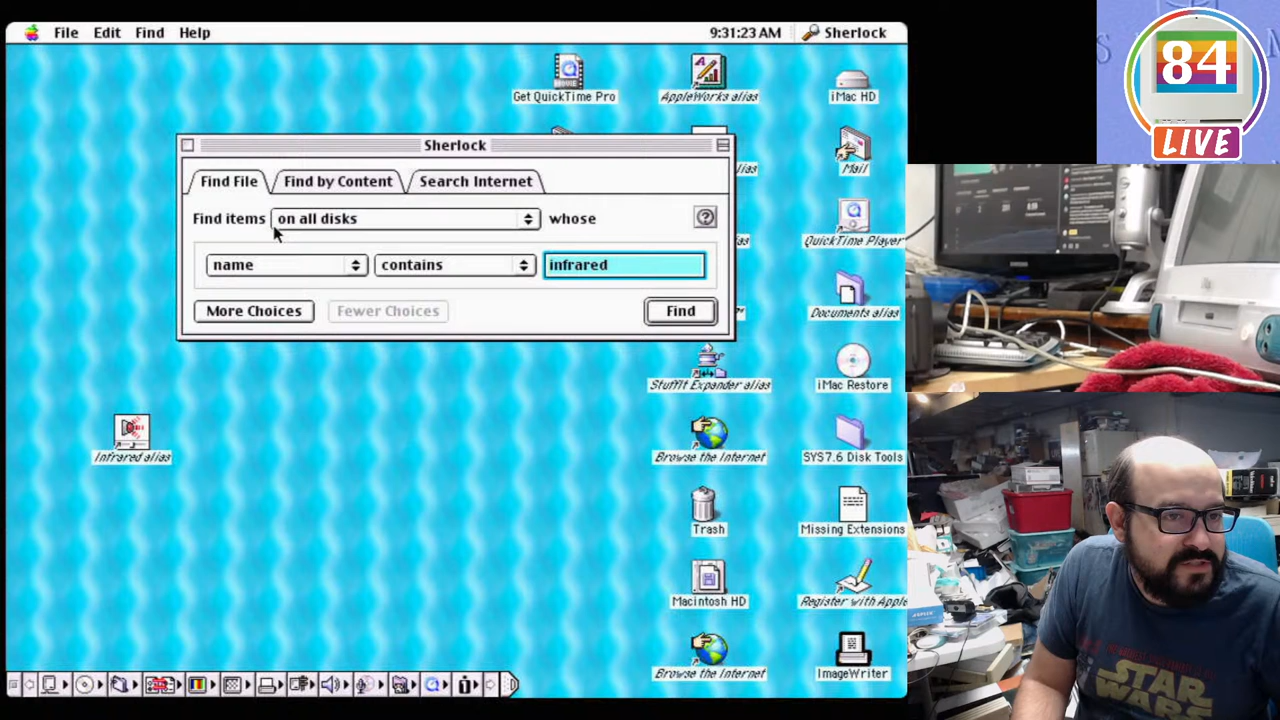 File Edit Find Help 9:31:23 AM Sherlock
84
LIVE
Get QuickTime Pro
AppleWorks alias
iMac HD
Sherlock
Find File Find by Content Search Internet
Find items on all disks whose ?
name contains infrared
More Choices Fewer Choices Find
Mail
QuickTime Player
Documents alias
StuffIt Expander alias
iMac Restore
Infrared alias
Browse the Internet
SYS7.6 Disk Tools
Trash
Missing Extensions
Macintosh HD
Register with Apple
Browse the Internet
ImageWriter
STAR
WARS